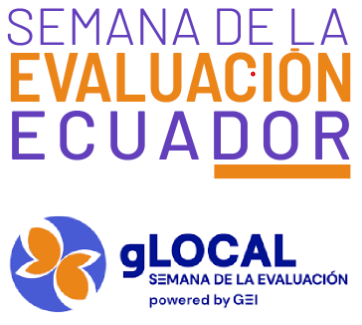 SEMANA DE LA
EVALUACIÓN
ECUADOR
gLOCAL
SEMANA DE LA EVALUACIÓN
powered by GEI